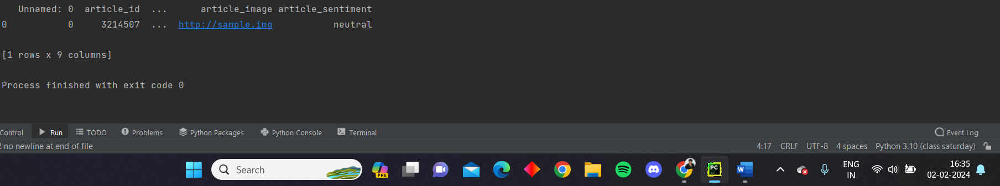 Unnamed: 0 article_id ... article_image article_sentiment
0 0 3214507 ... http://sample.img neutral
[1 rows x 9 columns]
Process finished with exit code 0
Control Run TODO Problems Python Packages Python Console Terminal Event Log
2 no newline at end of file 4:17 CRLF UTF-8 4 spaces Python 3.10 (class saturday)
Search PRE PC W ENG IN 16:35 02-02-2024